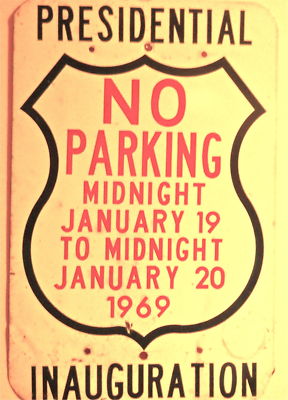 PRESIDENTIAL
NO
PARKING
MIDNIGHT
JANUARY 19
TO MIDNIGHT
JANUARY 20
1969
INAUGURATION